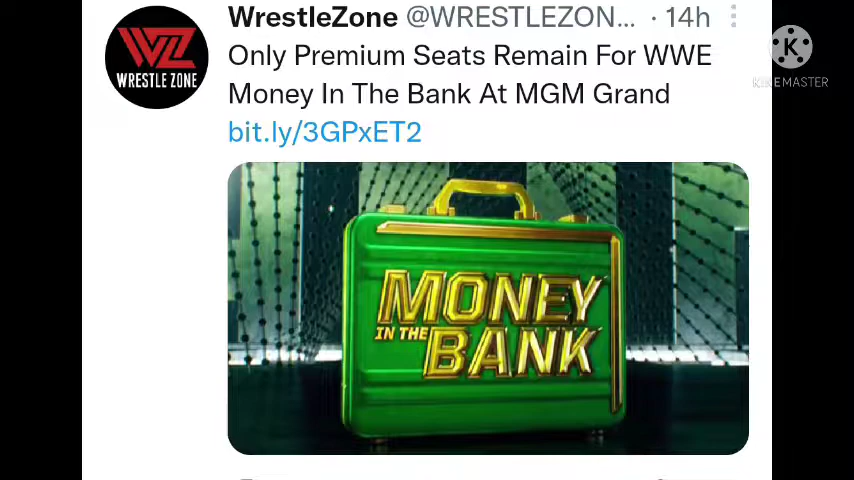 WrestleZone @WRESTLEZON... · 14h
Only Premium Seats Remain For WWE
Money In The Bank At MGM Grand
bit.ly/3GPxET2
WZ
WRESTLE ZONE
K
KINEMASTER
MONEY
IN THE
BANK